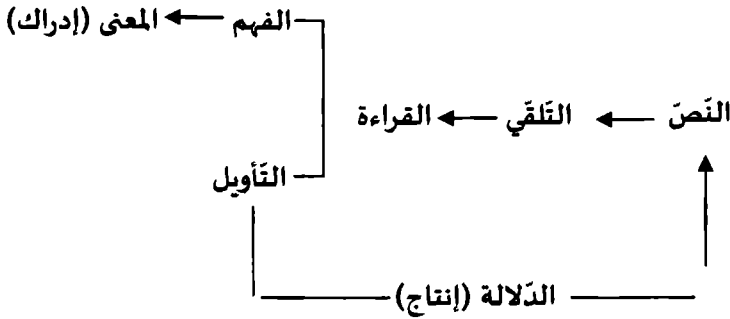 الفهم المعنى (إدراك)
النّصّ التّلقّي القراءة
التّأويل
الدّلالة (إنتاج)